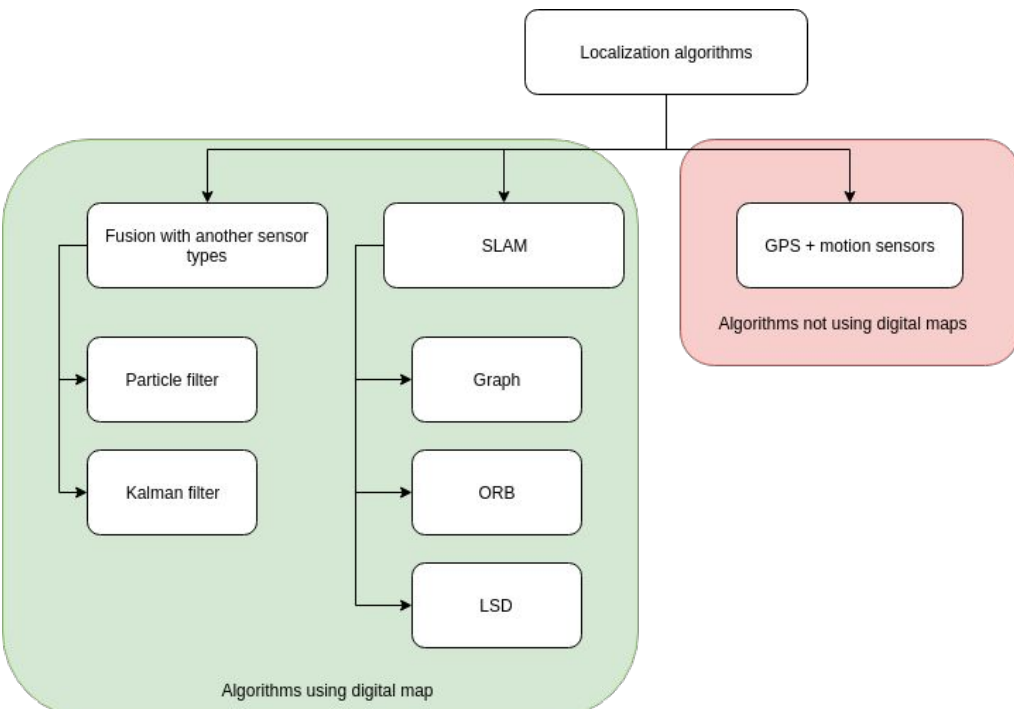 Localization algorithms
Fusion with another sensor
types
SLAM
GPS + motion sensors
Algorithms not using digital maps
Particle filter
Graph
Kalman filter
ORB
LSD
Algorithms using digital map